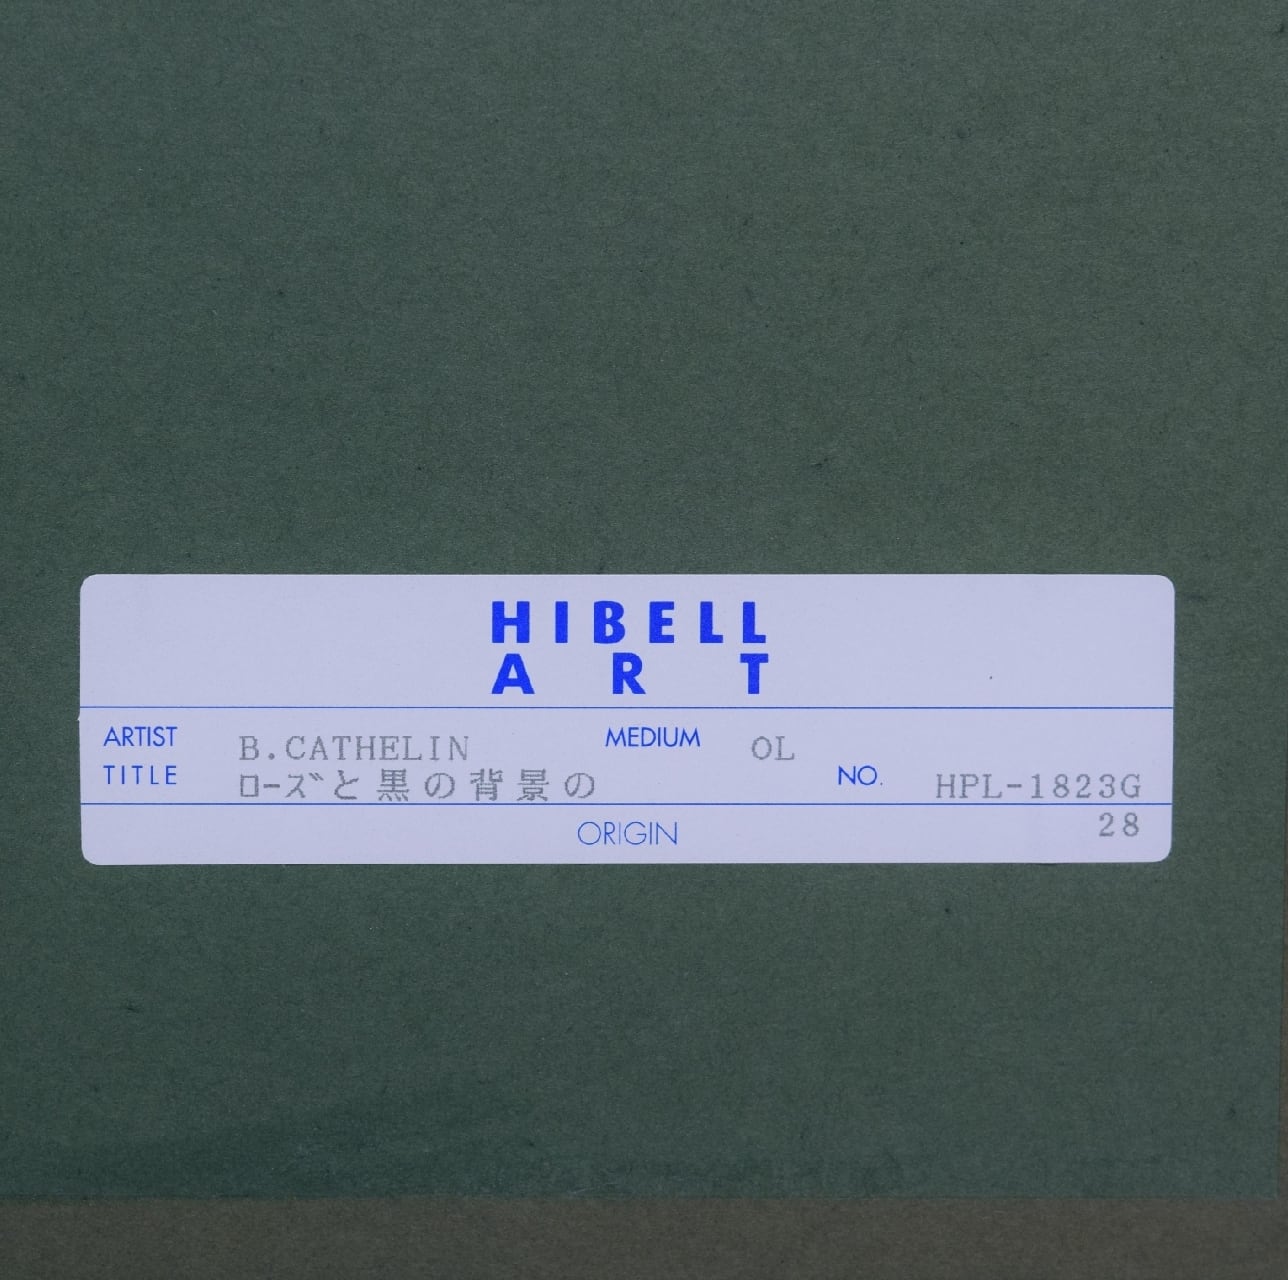 HIBELL
ART
ARTIST B.CATHELIN MEDIUM OL
TITLE ローズと黒の背景の NO. HPL-1823G
ORIGIN 28